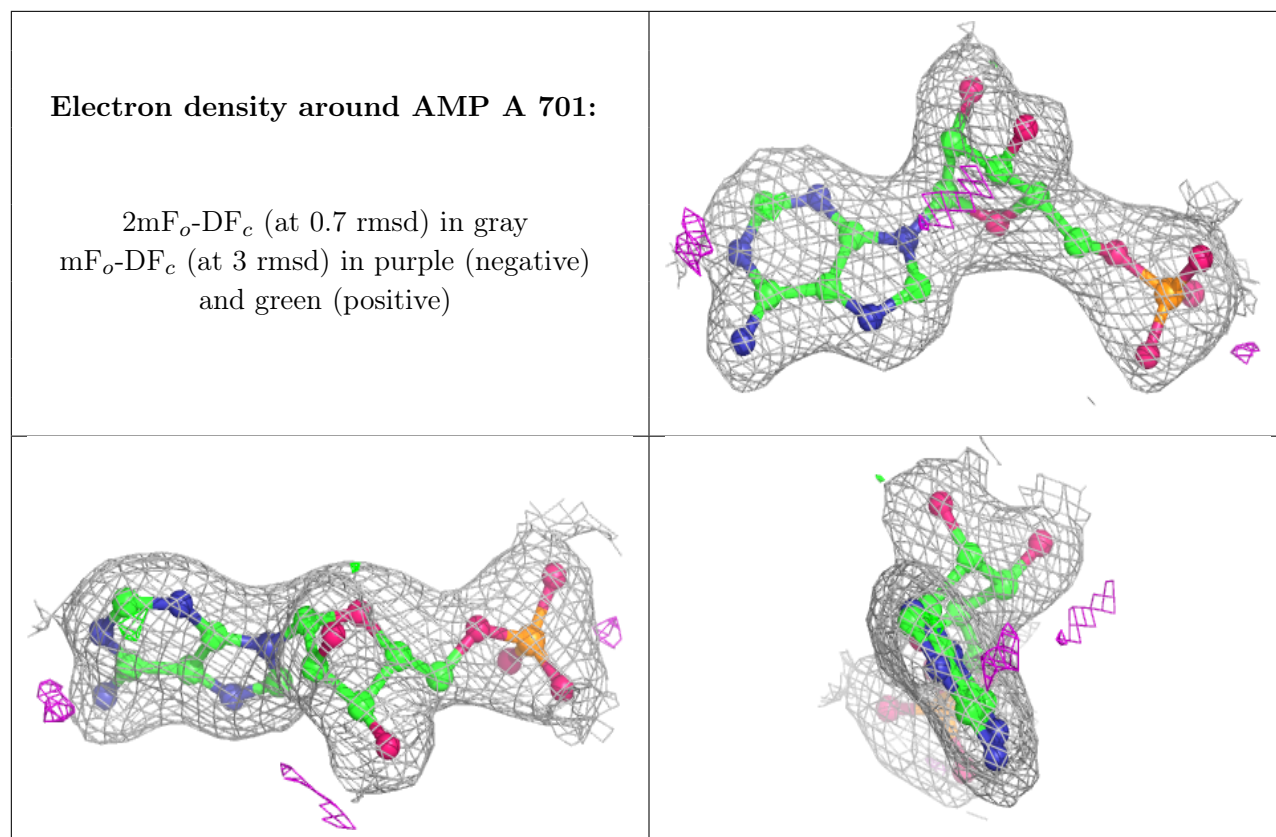 Electron density around AMP A 701:
2mFo-DFc (at 0.7 rmsd) in gray
mFo-DFc (at 3 rmsd) in purple (negative)
and green (positive)